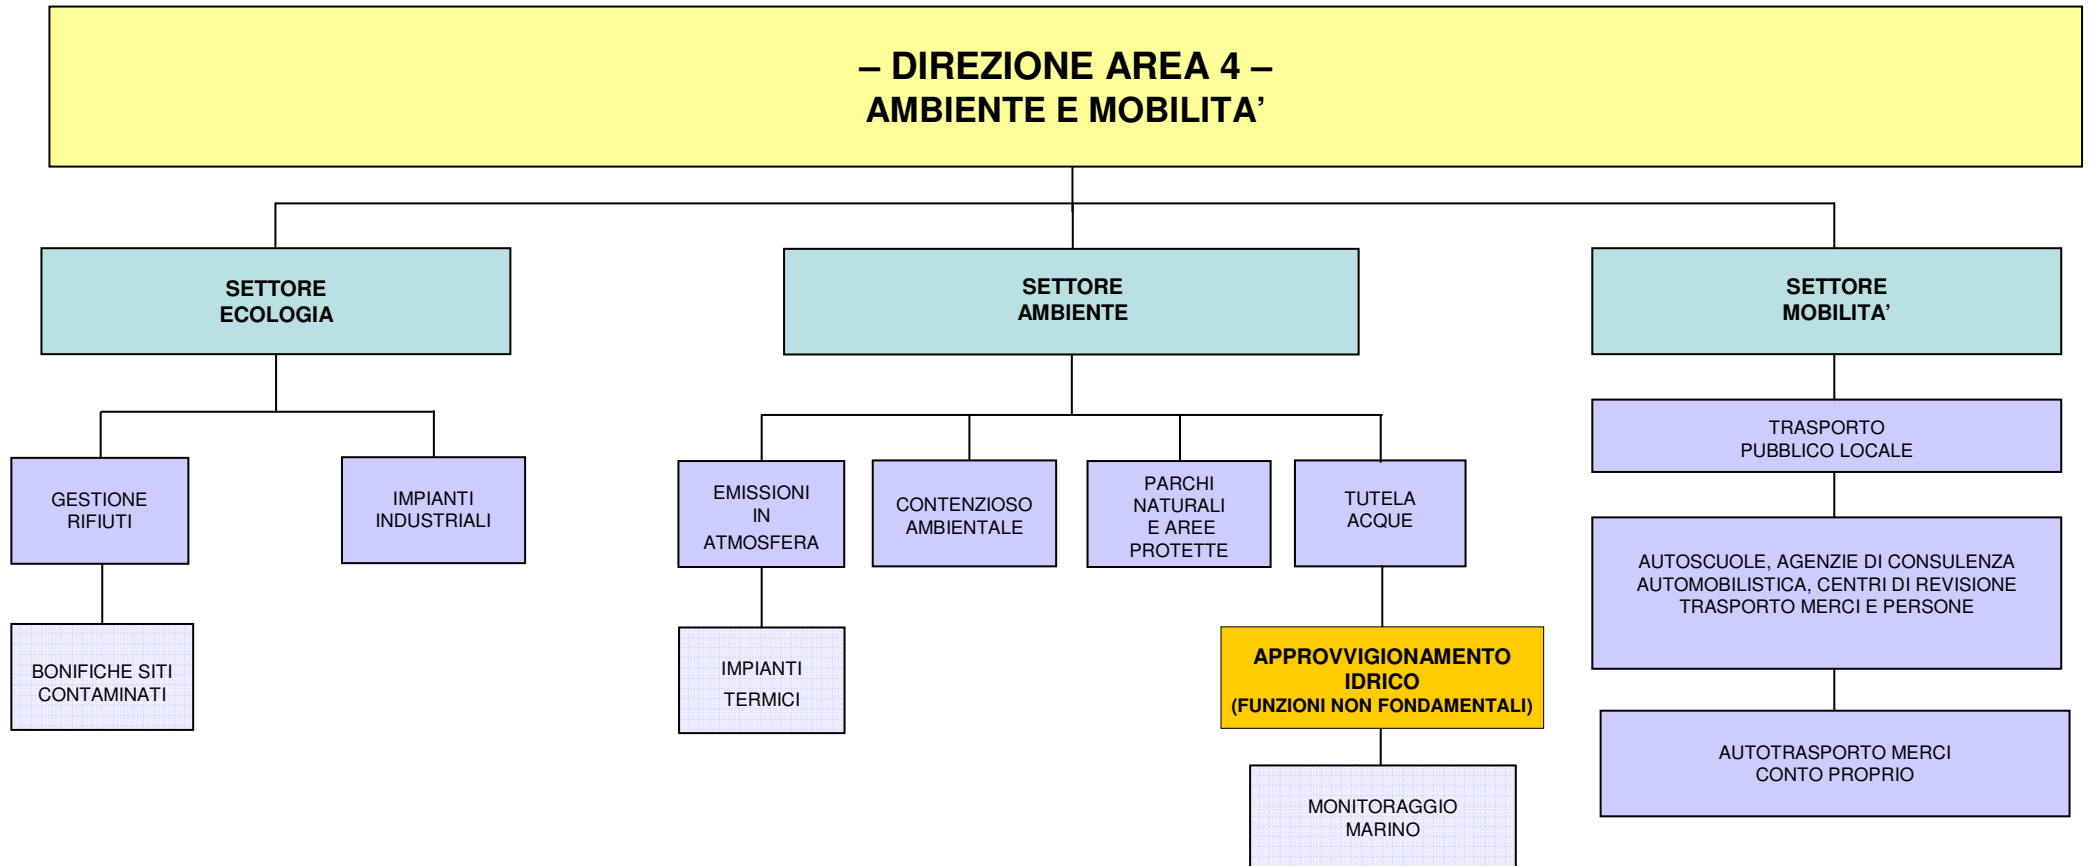 – DIREZIONE AREA 4 –
AMBIENTE E MOBILITA’
SETTORE
ECOLOGIA
SETTORE
AMBIENTE
SETTORE
MOBILITA’
GESTIONE
RIFIUTI
IMPIANTI
INDUSTRIALI
BONIFICHE SITI
CONTAMINATI
EMISSIONI
IN
ATMOSFERA
CONTENZIOSO
AMBIENTALE
PARCHI
NATURALI
E AREE
PROTETTE
TUTELA
ACQUE
IMPIANTI
TERMICI
APPROVVIGIONAMENTO
IDRICO
(FUNZIONI NON FONDAMENTALI)
MONITORAGGIO
MARINO
TRASPORTO
PUBBLICO LOCALE
AUTOSCUOLE, AGENZIE DI CONSULENZA
AUTOMOBILISTICA, CENTRI DI REVISIONE
TRASPORTO MERCI E PERSONE
AUTOTRASPORTO MERCI
CONTO PROPRIO